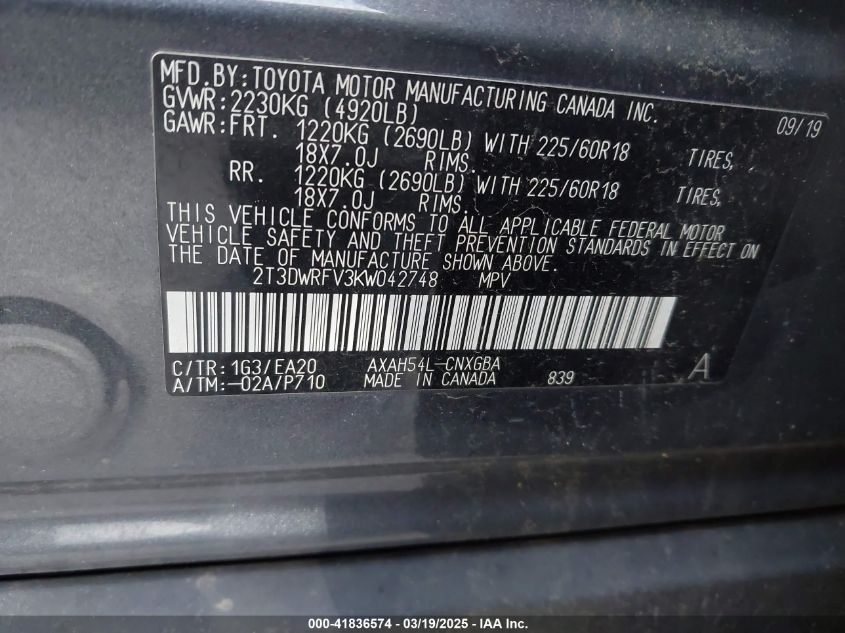 MFD.BY:TOYOTA MOTOR MANUFACTURING CANADA INC.
GVWR:2230KG (4920LB) 09/19
GAWR:FRT. 1220KG (2690LB) WITH 225/60R18 TIRES,
18X7.0J RIMS.
RR. 1220KG (2690LB) WITH 225/60R18 TIRES,
18X7.0J RIMS.
THIS VEHICLE CONFORMS TO ALL APPLICABLE FEDERAL MOTOR
VEHICLE SAFETY AND THEFT PREVENTION STANDARDS IN EFFECT ON
THE DATE OF MANUFACTURE SHOWN ABOVE.
2T3DWRFV3KW042748 MPV
C/TR: 1G3/EA20 AXAH54L-CNXGBA
A/TM:-02A/P710 MADE IN CANADA 839 A
000-41836574 — 03/19/2025 — IAA Inc.